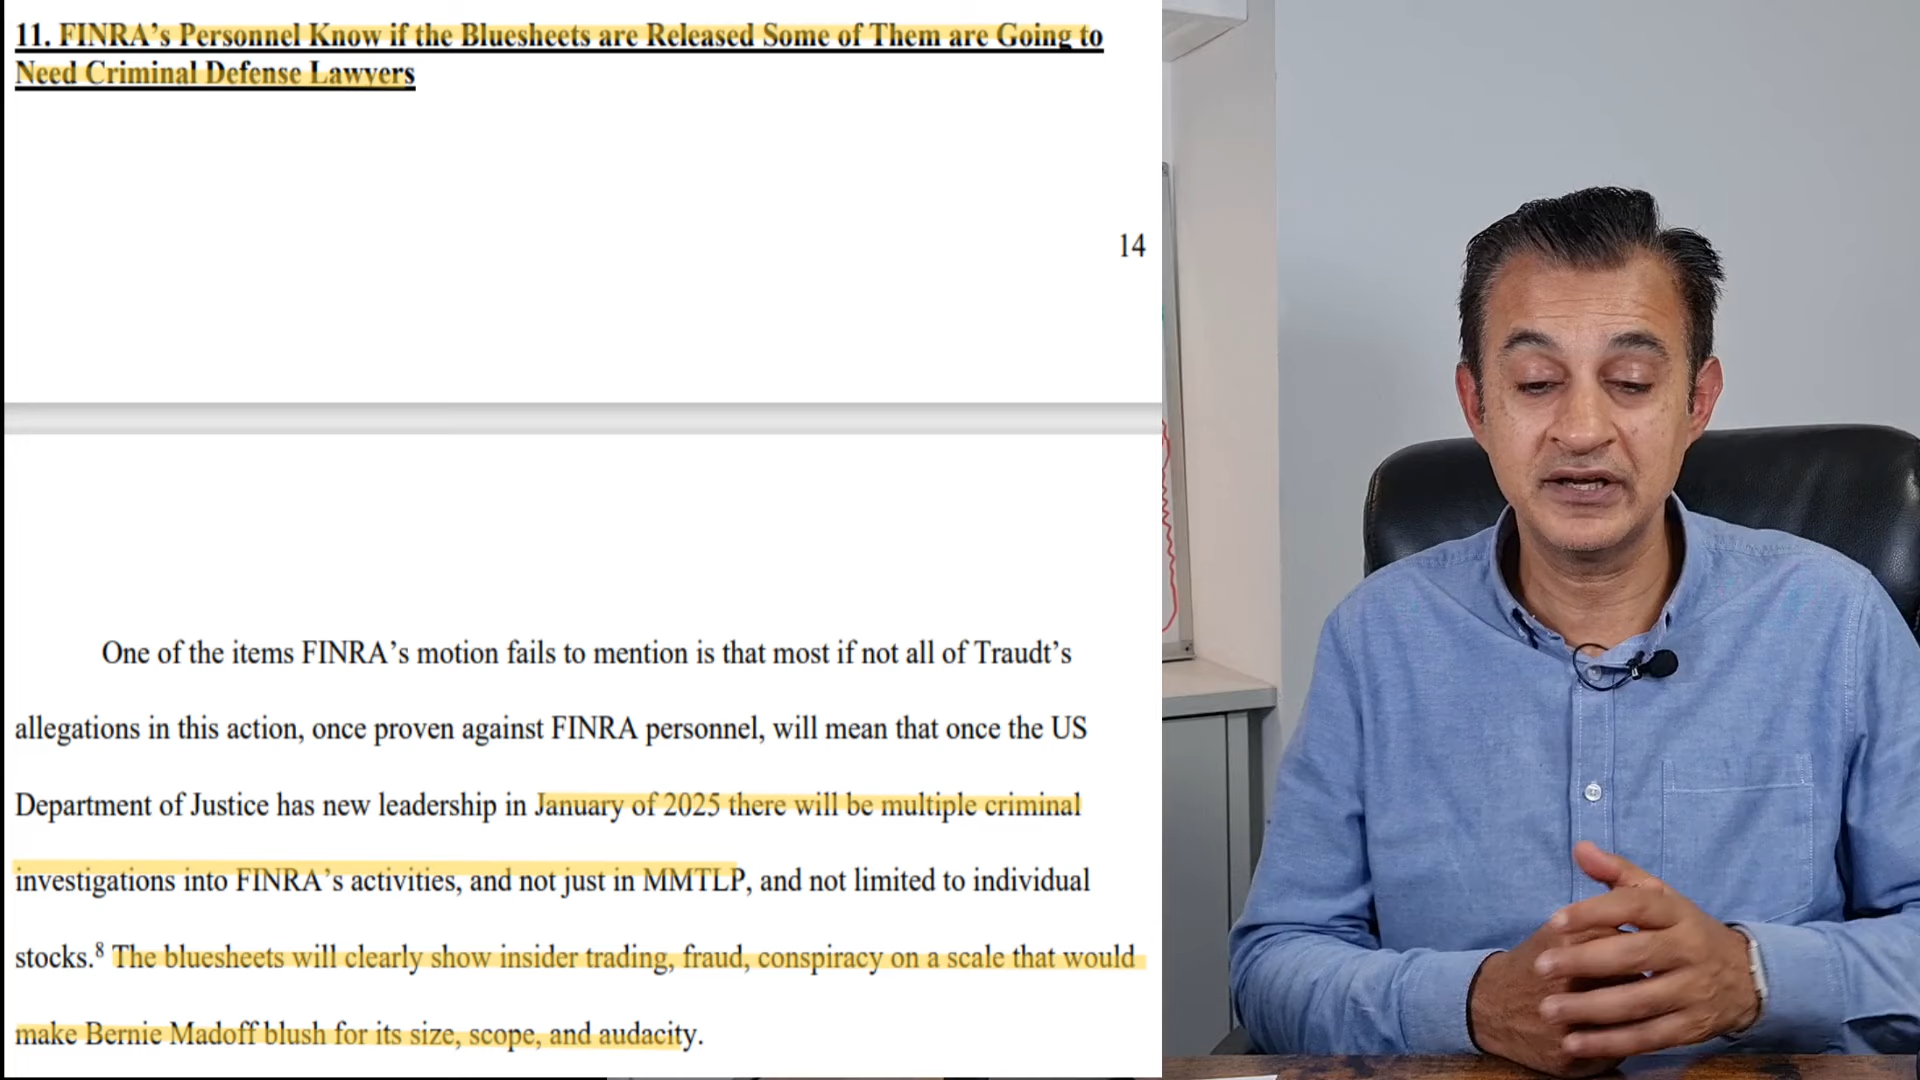 11. FINRA’s Personnel Know if the Bluesheets are Released Some of Them are Going to
Need Criminal Defense Lawyers
14
One of the items FINRA’s motion fails to mention is that most if not all of Traudt’s
allegations in this action, once proven against FINRA personnel, will mean that once the US
Department of Justice has new leadership in January of 2025 there will be multiple criminal
investigations into FINRA’s activities, and not just in MMTLP, and not limited to individual
stocks.8 The bluesheets will clearly show insider trading, fraud, conspiracy on a scale that would
make Bernie Madoff blush for its size, scope, and audacity.